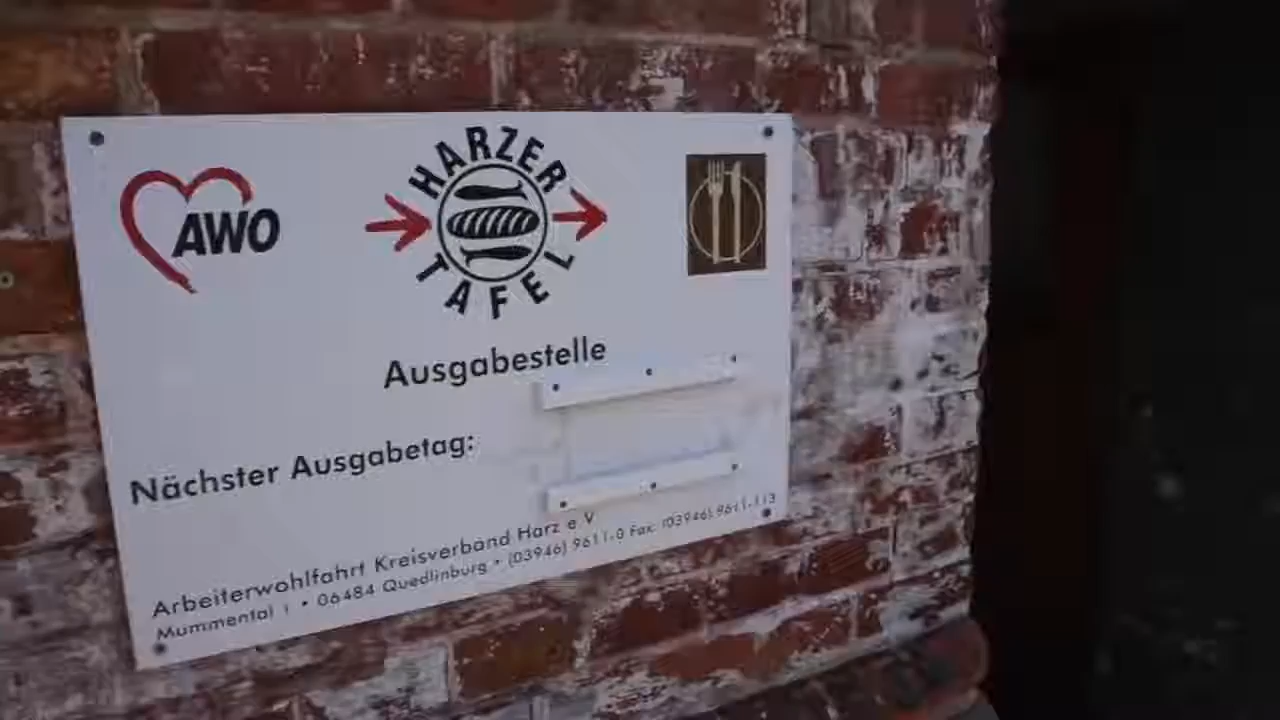 AWO
HARZER
TAFEL
Ausgabestelle
Nächster Ausgabetag:
Arbeiterwohlfahrt Kreisverband Harz e V
Mummental 1 • 06484 Quedlinburg • (03946) 9611-0 Fax: (03946) 9611-113